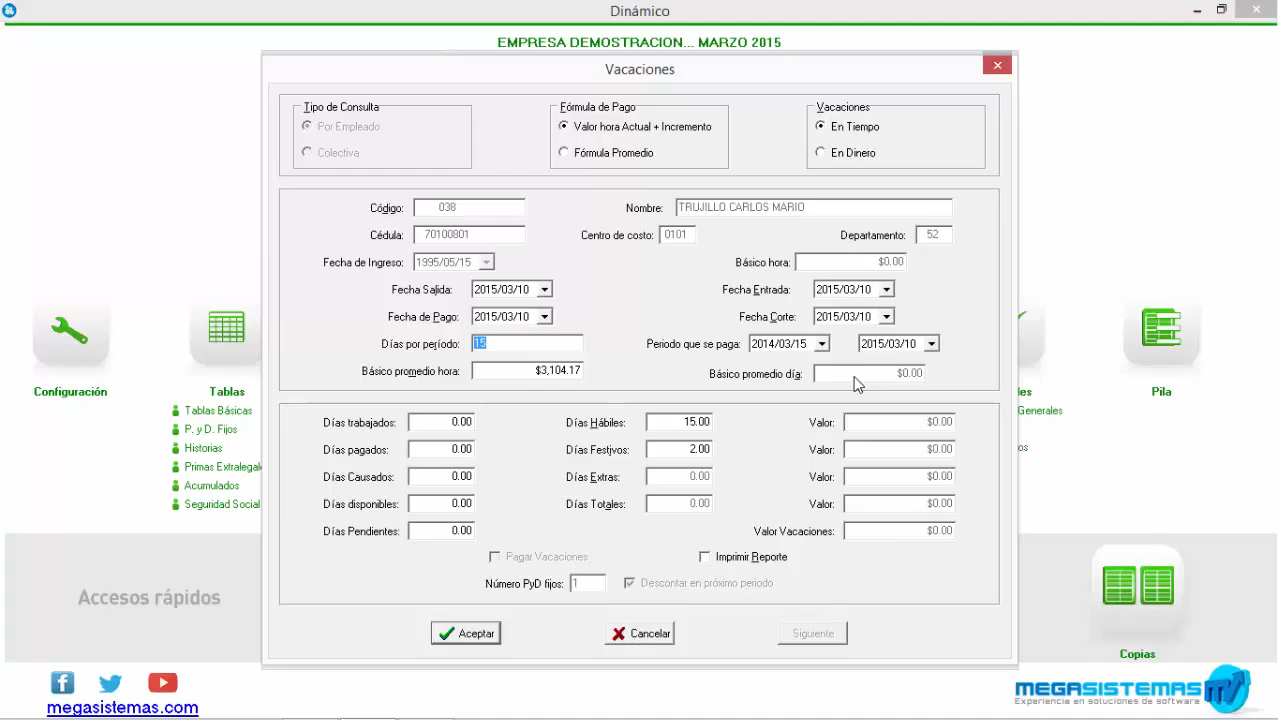 Dinámico
EMPRESA DEMOSTRACION... MARZO 2015
Vacaciones
Tipo de Consulta
Por Empleado
Colectiva
Fórmula de Pago
Valor hora Actual + Incremento
Fórmula Promedio
Vacaciones
En Tiempo
En Dinero
Código: 038 Nombre: TRUJILLO CARLOS MARIO
Cédula: 70100801 Centro de costo: 0101 Departamento: 52
Fecha de Ingreso: 1995/05/15 Básico hora: $0.00
Fecha Salida: 2015/03/10 Fecha Entrada: 2015/03/10
Fecha de Pago: 2015/03/10 Fecha Corte: 2015/03/10
Días por período: 15 Periodo que se paga: 2014/03/15 2015/03/10
Básico promedio hora: $3,104.17 Básico promedio día: $0.00
Días trabajados: 0.00 Días Hábiles: 15.00 Valor: $0.00
Días pagados: 0.00 Días Festivos: 2.00 Valor: $0.00
Días Causados: 0.00 Días Extras: 0.00 Valor: $0.00
Días disponibles: 0.00 Días Totales: 0.00 Valor: $0.00
Días Pendientes: 0.00 Valor Vacaciones: $0.00
Pagar Vacaciones Imprimir Reporte
Número PyD fijos: 1 Descontar en próximo periodo
Aceptar Cancelar Siguiente
Configuración
Tablas
Tablas Básicas
P. y D. Fijos
Historias
Primas Extralegal
Acumulados
Seguridad Social
les
Generales
os
Pila
Accesos rápidos
Copias
megasistemas.com
MEGASISTEMAS TV
Experiencia en soluciones de software